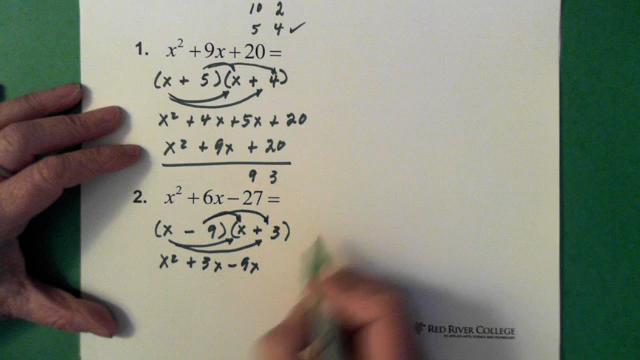 10 2
5 4 ✓
1. x² + 9x + 20 =
(x + 5)(x + 4)
x² + 4x + 5x + 20
x² + 9x + 20
9 3
2. x² + 6x − 27 =
(x − 9)(x + 3)
x² + 3x − 9x
RED RIVER COLLEGE